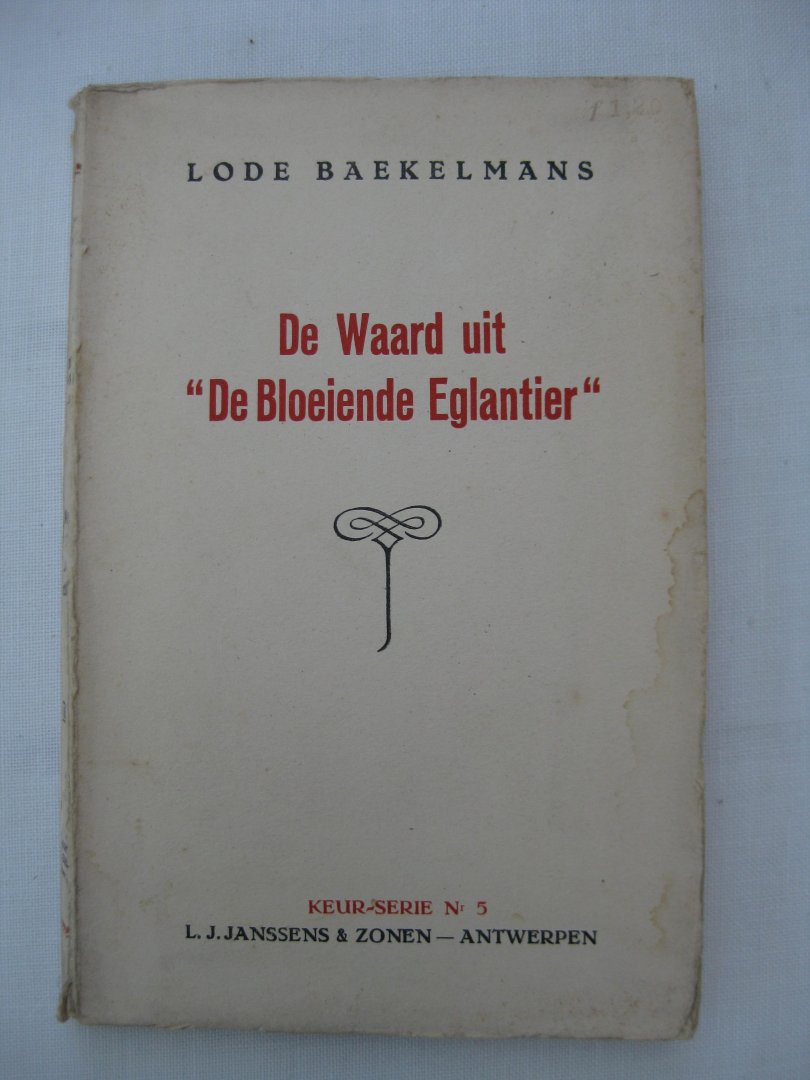 LODE BAEKELMANS
De Waard uit
“De Bloeiende Eglantier“
KEUR-SERIE Nr 5
L. J. JANSSENS & ZONEN — ANTWERPEN